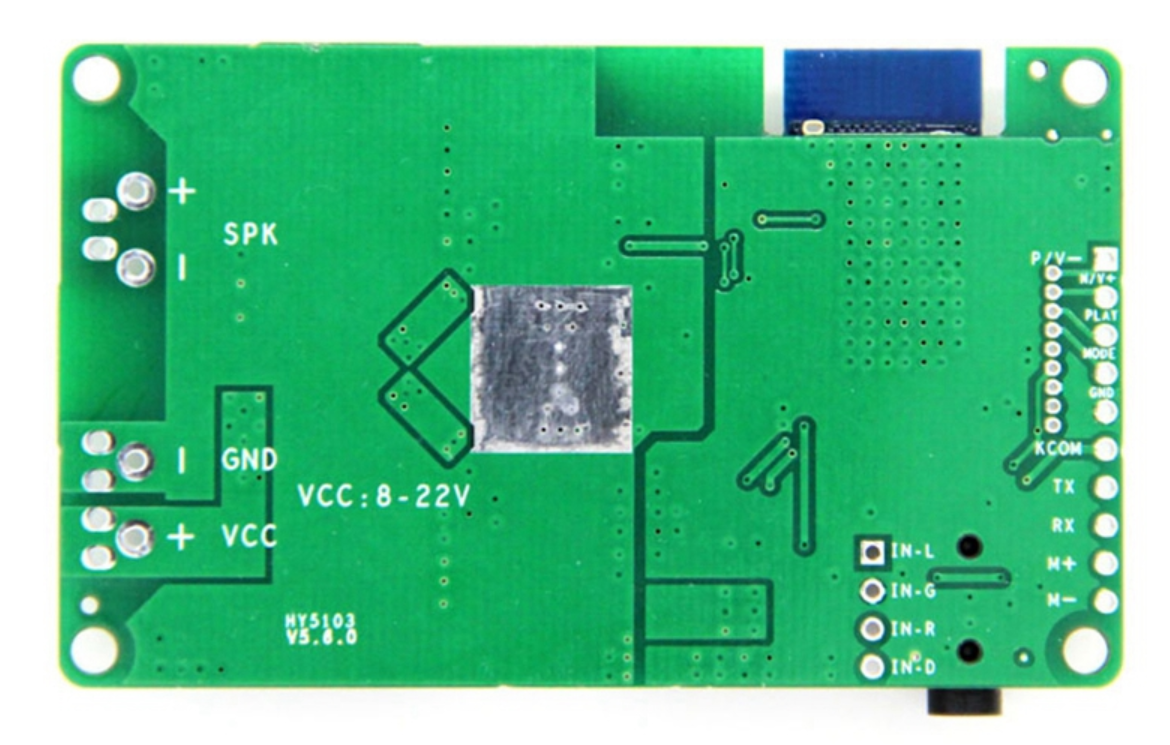 +
SPK
-
P/V-
N/V+
PLAY
MODE
GND
KCOM
TX
RX
M+
M-
- GND
VCC:8-22V
+ VCC
IN-L
IN-G
IN-R
IN-D
HY5103
V5.8.0